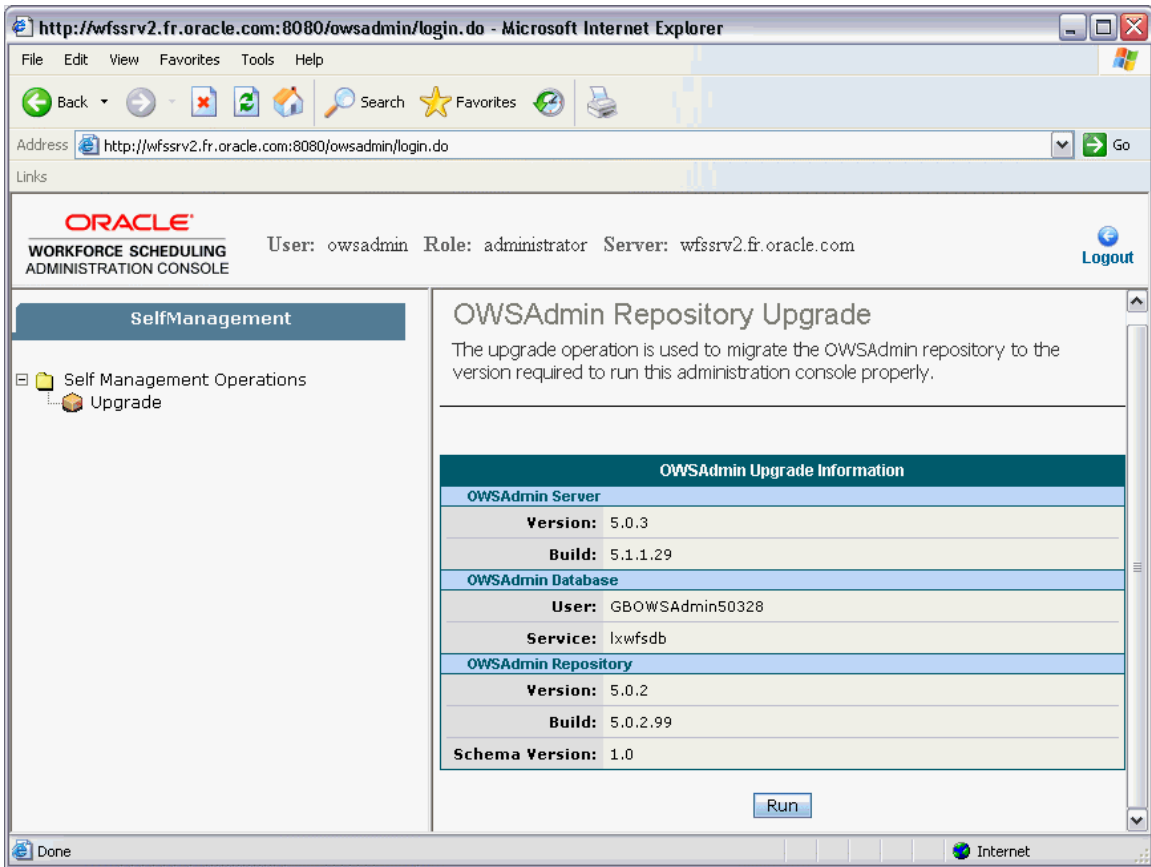 http://wfssrv2.fr.oracle.com:8080/owsadmin/login.do - Microsoft Internet Explorer
File Edit View Favorites Tools Help
Back Search Favorites
Address http://wfssrv2.fr.oracle.com:8080/owsadmin/login.do Go
Links
ORACLE
WORKFORCE SCHEDULING
ADMINISTRATION CONSOLE
User: owsadmin Role: administrator Server: wfssrv2.fr.oracle.com
Logout
SelfManagement
Self Management Operations
Upgrade
OWSAdmin Repository Upgrade
The upgrade operation is used to migrate the OWSAdmin repository to the
version required to run this administration console properly.
OWSAdmin Upgrade Information
OWSAdmin Server
Version: 5.0.3
Build: 5.1.1.29
OWSAdmin Database
User: GBOWSAdmin50328
Service: lxwfsdb
OWSAdmin Repository
Version: 5.0.2
Build: 5.0.2.99
Schema Version: 1.0
Run
Done Internet